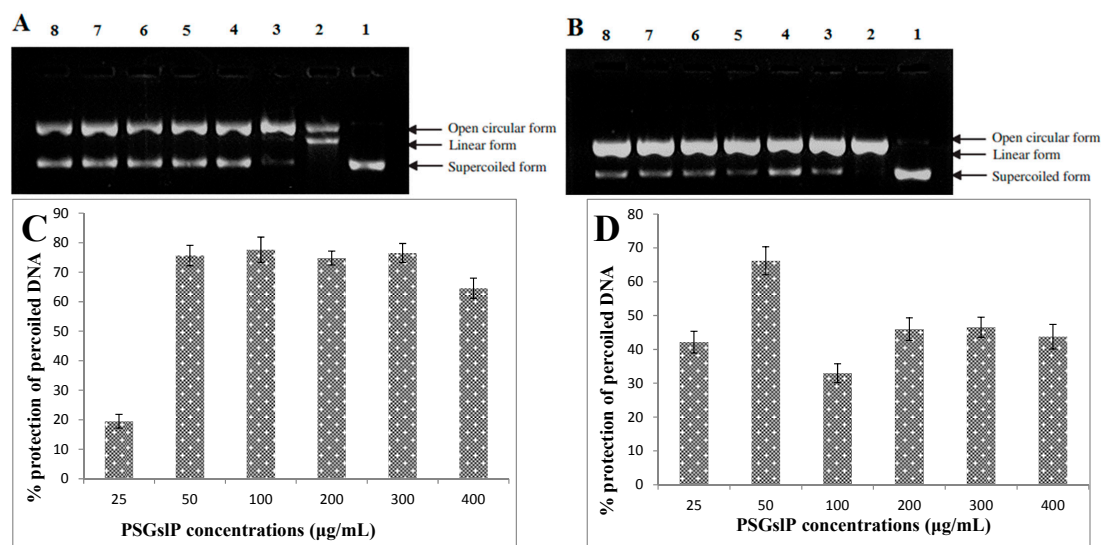 A
8 7 6 5 4 3 2 1
Open circular form
Linear form
Supercoiled form
B
8 7 6 5 4 3 2 1
Open circular form
Linear form
Supercoiled form
C
% protection of percoiled DNA
90
80
70
60
50
40
30
20
10
0
25 50 100 200 300 400
PSGslP concentrations (µg/mL)
D
% protection of percoiled DNA
80
70
60
50
40
30
20
10
0
25 50 100 200 300 400
PSGslP concentrations (µg/mL)